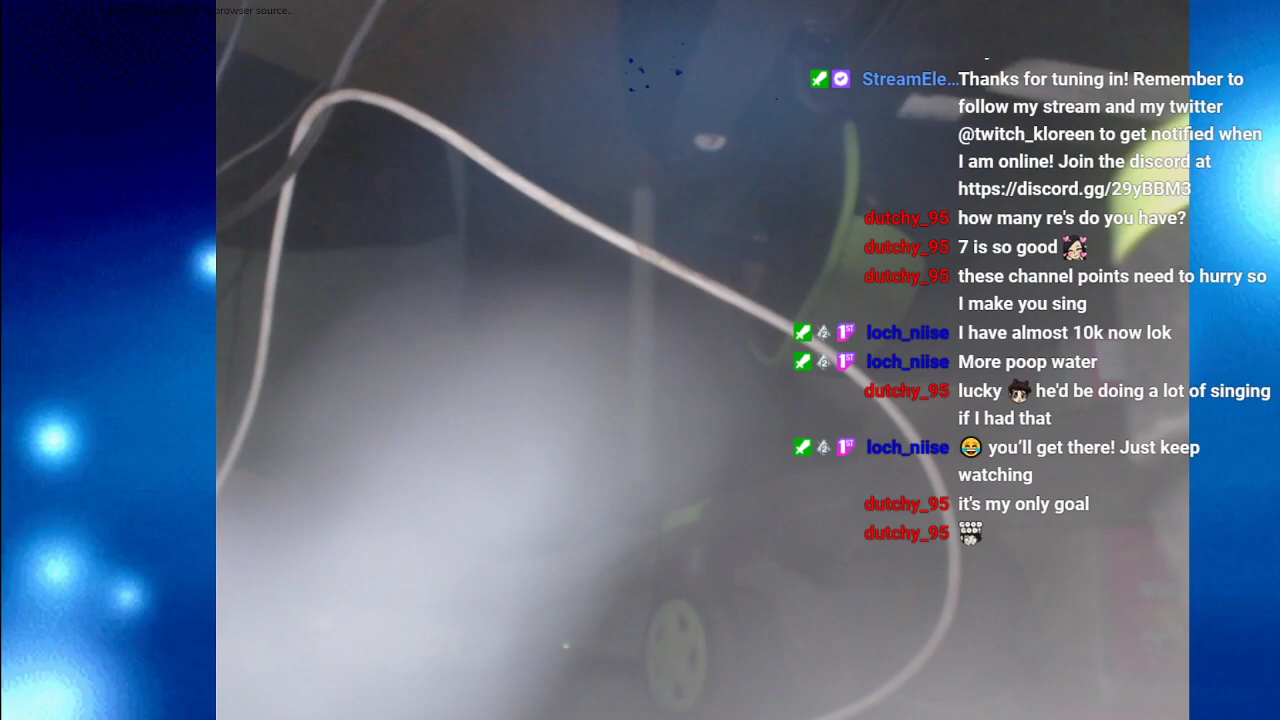 browser source..
StreamEle...Thanks for tuning in! Remember to
follow my stream and my twitter
@twitch_kloreen to get notified when
I am online! Join the discord at
https://discord.gg/29yBBM3
dutchy_95 how many re's do you have?
dutchy_95 7 is so good
dutchy_95 these channel points need to hurry so
I make you sing
loch_niise I have almost 10k now lok
loch_niise More poop water
dutchy_95 lucky he'd be doing a lot of singing
if I had that
loch_niise 😂 you’ll get there! Just keep
watching
dutchy_95 it's my only goal
dutchy_95